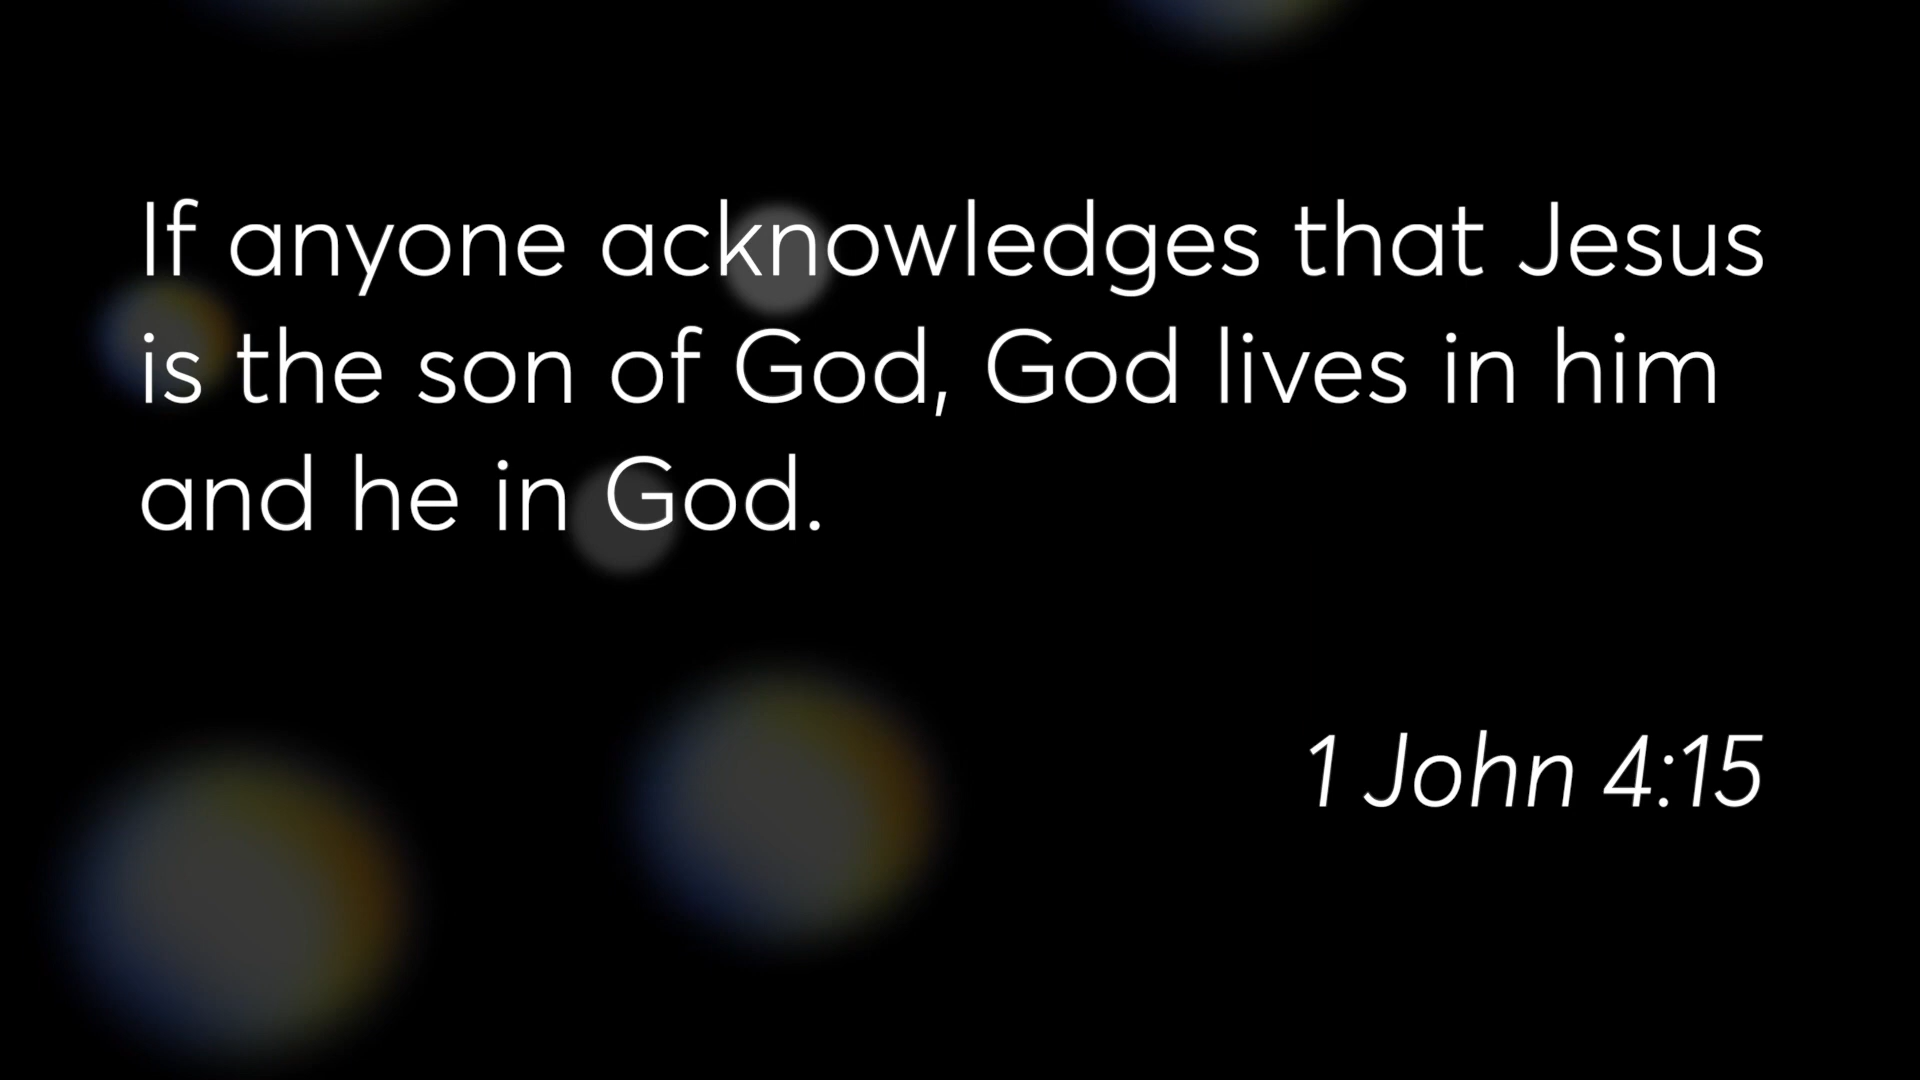 If anyone acknowledges that Jesus
is the son of God, God lives in him
and he in God.
1 John 4:15